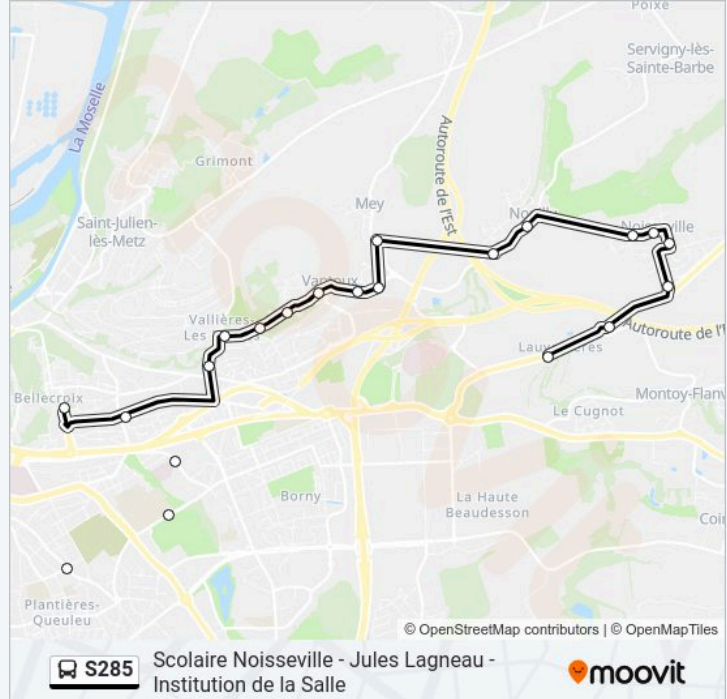 Poixe
Servigny-lès-
Sainte-Barbe
La Moselle
Autoroute de l'Est
Grimont
Mey
Saint-Julien-
lès-Metz
Vantoux
Vallières-
Les
Autoroute de l'
Bellecroix
Montoy-Flanv
Le Cugnot
Borny
La Haute
Beaudesson
Coin
Plantières-
Queuleu
© OpenStreetMap contributors | © OpenMapTiles
S285
Scolaire Noisseville - Jules Lagneau -
Institution de la Salle
moovit